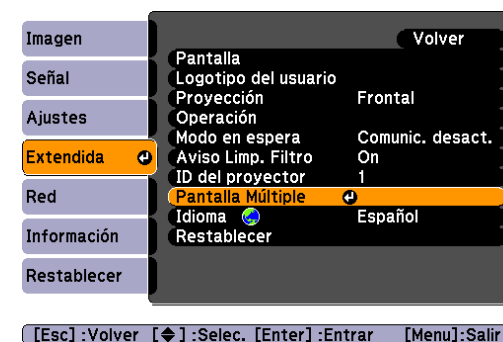 Imagen
Señal
Ajustes
Extendida
Red
Información
Restablecer
Volver
Pantalla
Logotipo del usuario
Proyección Frontal
Operación
Modo en espera Comunic. desact.
Aviso Limp. Filtro On
ID del proyector 1
Pantalla Múltiple
Idioma Español
Restablecer
[Esc] :Volver [◆] :Selec. [Enter] :Entrar [Menu]:Salir